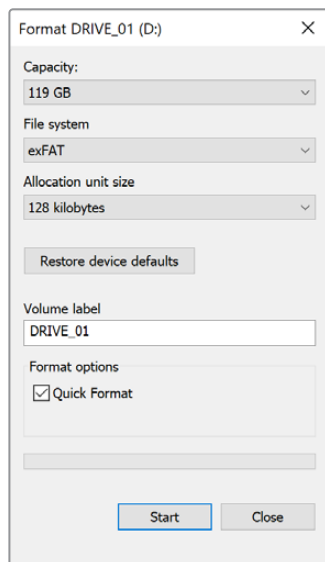 Format DRIVE_01 (D:)
Capacity:
119 GB
File system
exFAT
Allocation unit size
128 kilobytes
Restore device defaults
Volume label
DRIVE_01
Format options
Quick Format
Start Close